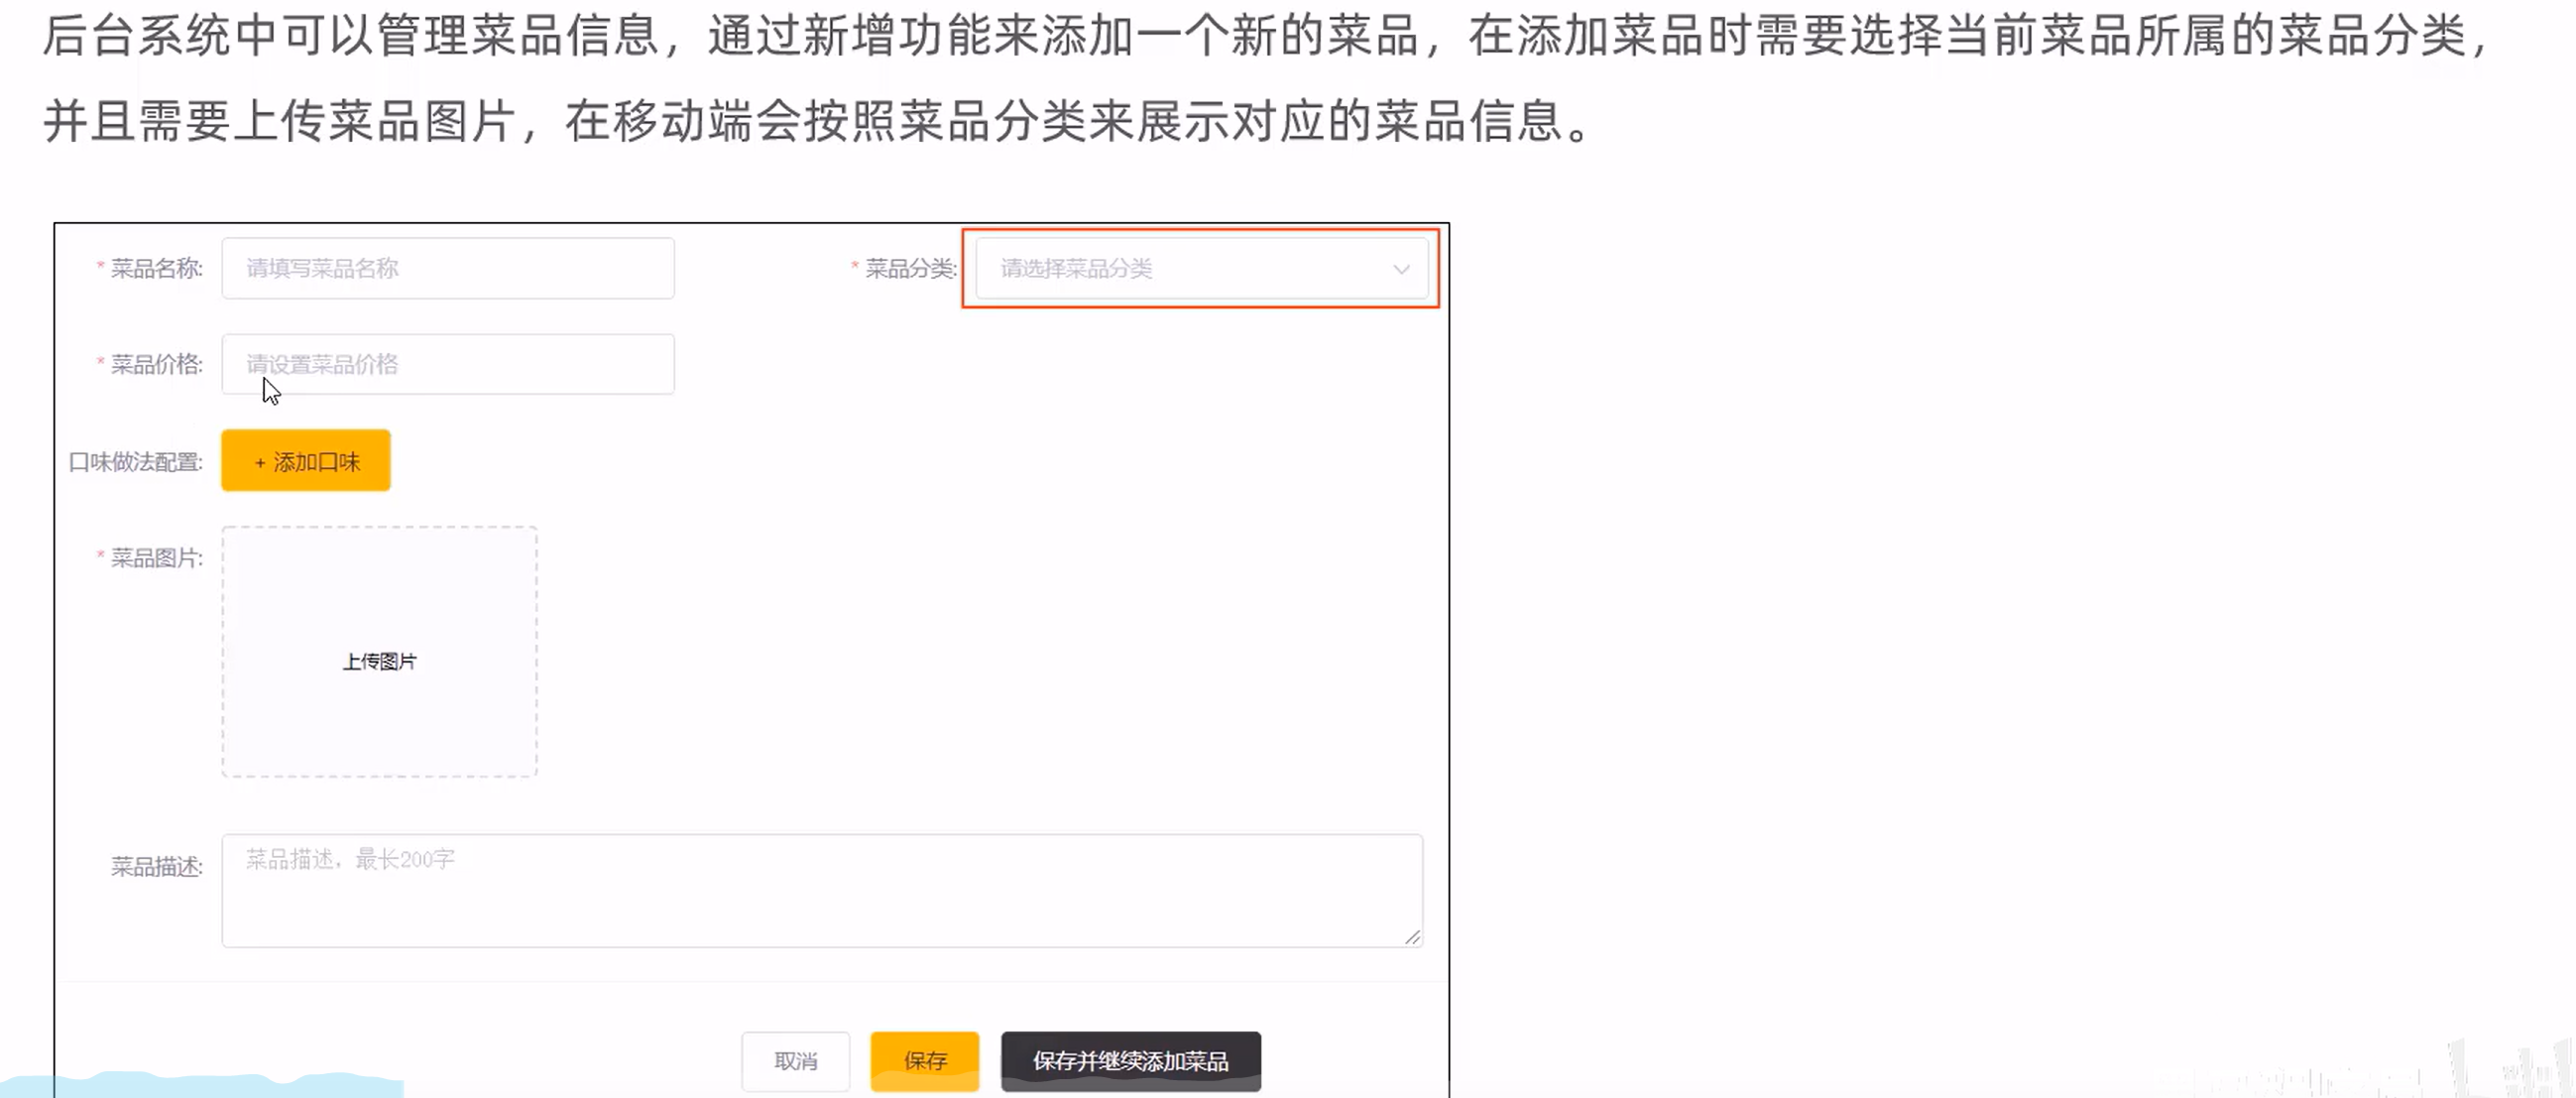 后台系统中可以管理菜品信息，通过新增功能来添加一个新的菜品，在添加菜品时需要选择当前菜品所属的菜品分类，
并且需要上传菜品图片，在移动端会按照菜品分类来展示对应的菜品信息。
* 菜品名称: 请填写菜品名称 * 菜品分类: 请选择菜品分类
* 菜品价格: 请设置菜品价格
口味做法配置: + 添加口味
* 菜品图片:
上传图片
菜品描述: 菜品描述，最长200字
取消 保存 保存并继续添加菜品